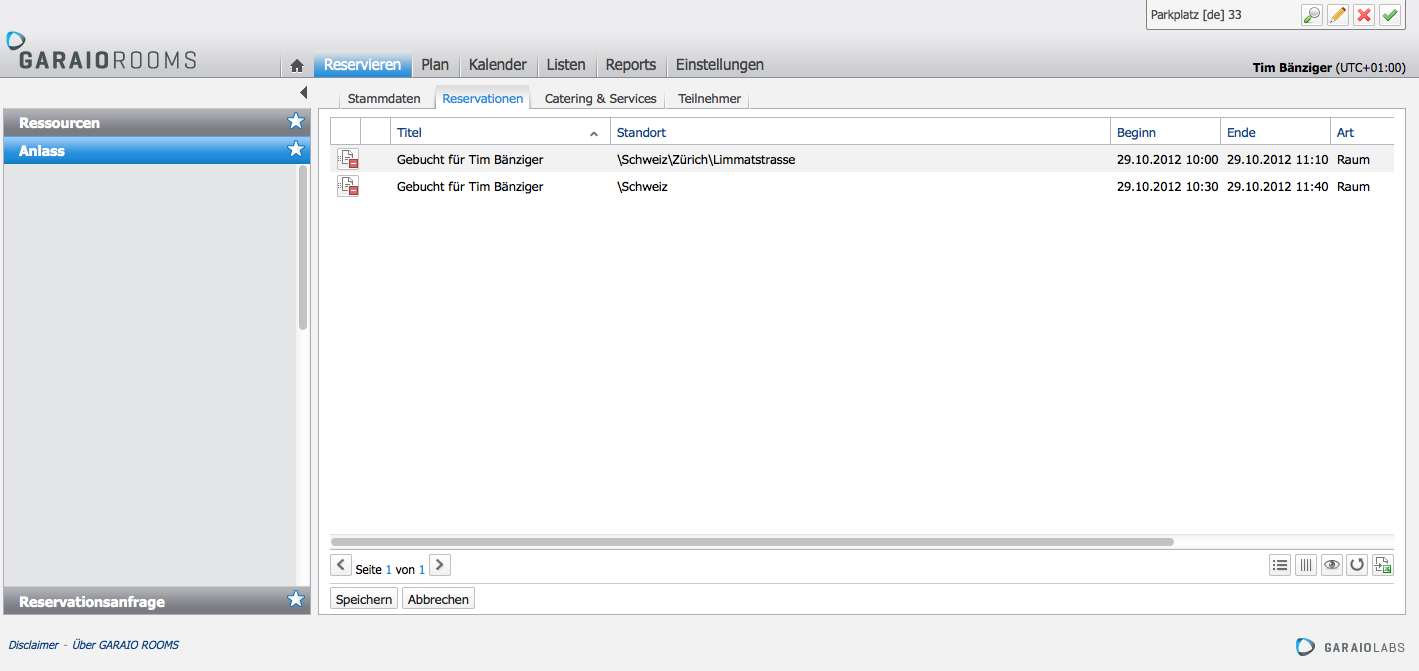 Parkplatz [de] 33
GARAIOROOMS
Reservieren Plan Kalender Listen Reports Einstellungen
Tim Bänziger (UTC+01:00)
Stammdaten Reservationen Catering & Services Teilnehmer
Ressourcen
Anlass
Titel Standort Beginn Ende Art
Gebucht für Tim Bänziger \Schweiz\Zürich\Limmatstrasse 29.10.2012 10:00 29.10.2012 11:10 Raum
Gebucht für Tim Bänziger \Schweiz 29.10.2012 10:30 29.10.2012 11:40 Raum
Seite 1 von 1
Speichern Abbrechen
Reservationsanfrage
Disclaimer - Über GARAIO ROOMS
GARAIOLABS